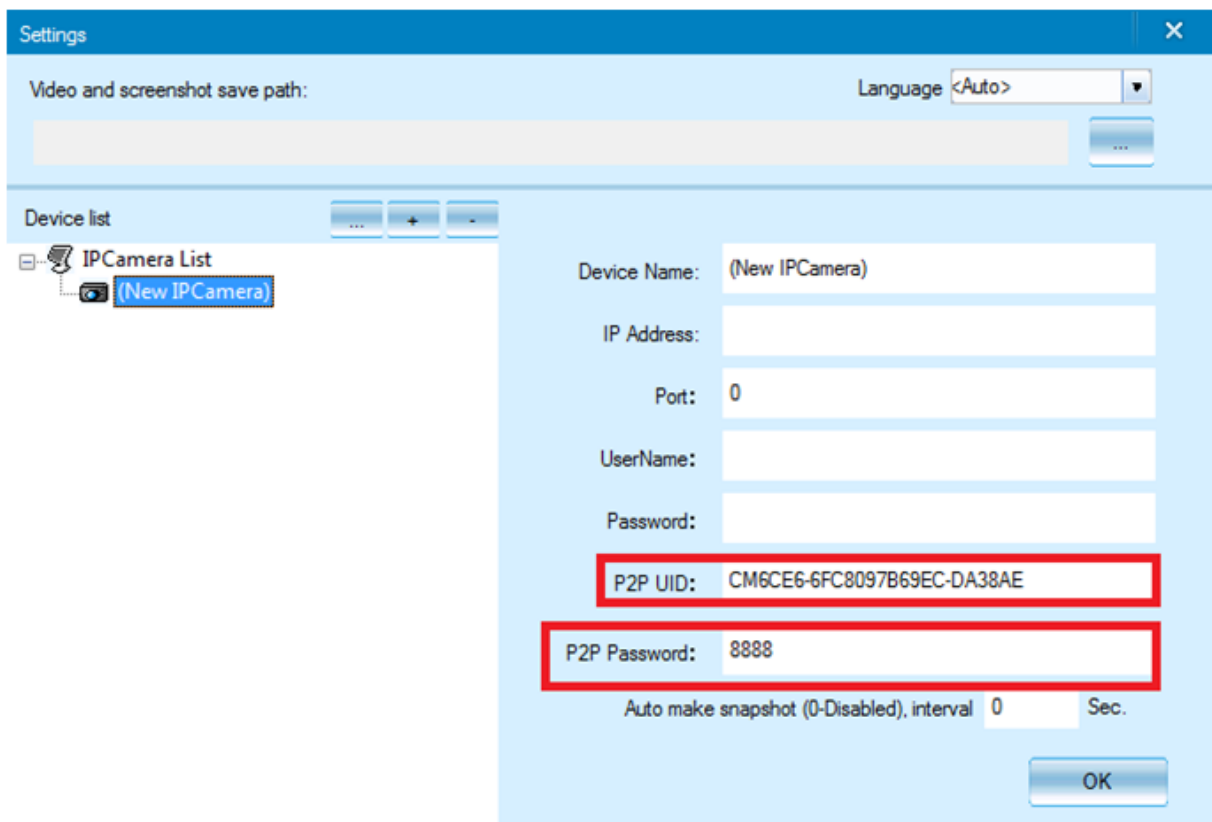 Settings
Video and screenshot save path:
Language <Auto>
...
Device list ... + -
IPCamera List
(New IPCamera)
Device Name: (New IPCamera)
IP Address:
Port: 0
UserName:
Password:
P2P UID: CM6CE6-6FC8097B69EC-DA38AE
P2P Password: 8888
Auto make snapshot (0-Disabled), interval 0 Sec.
OK